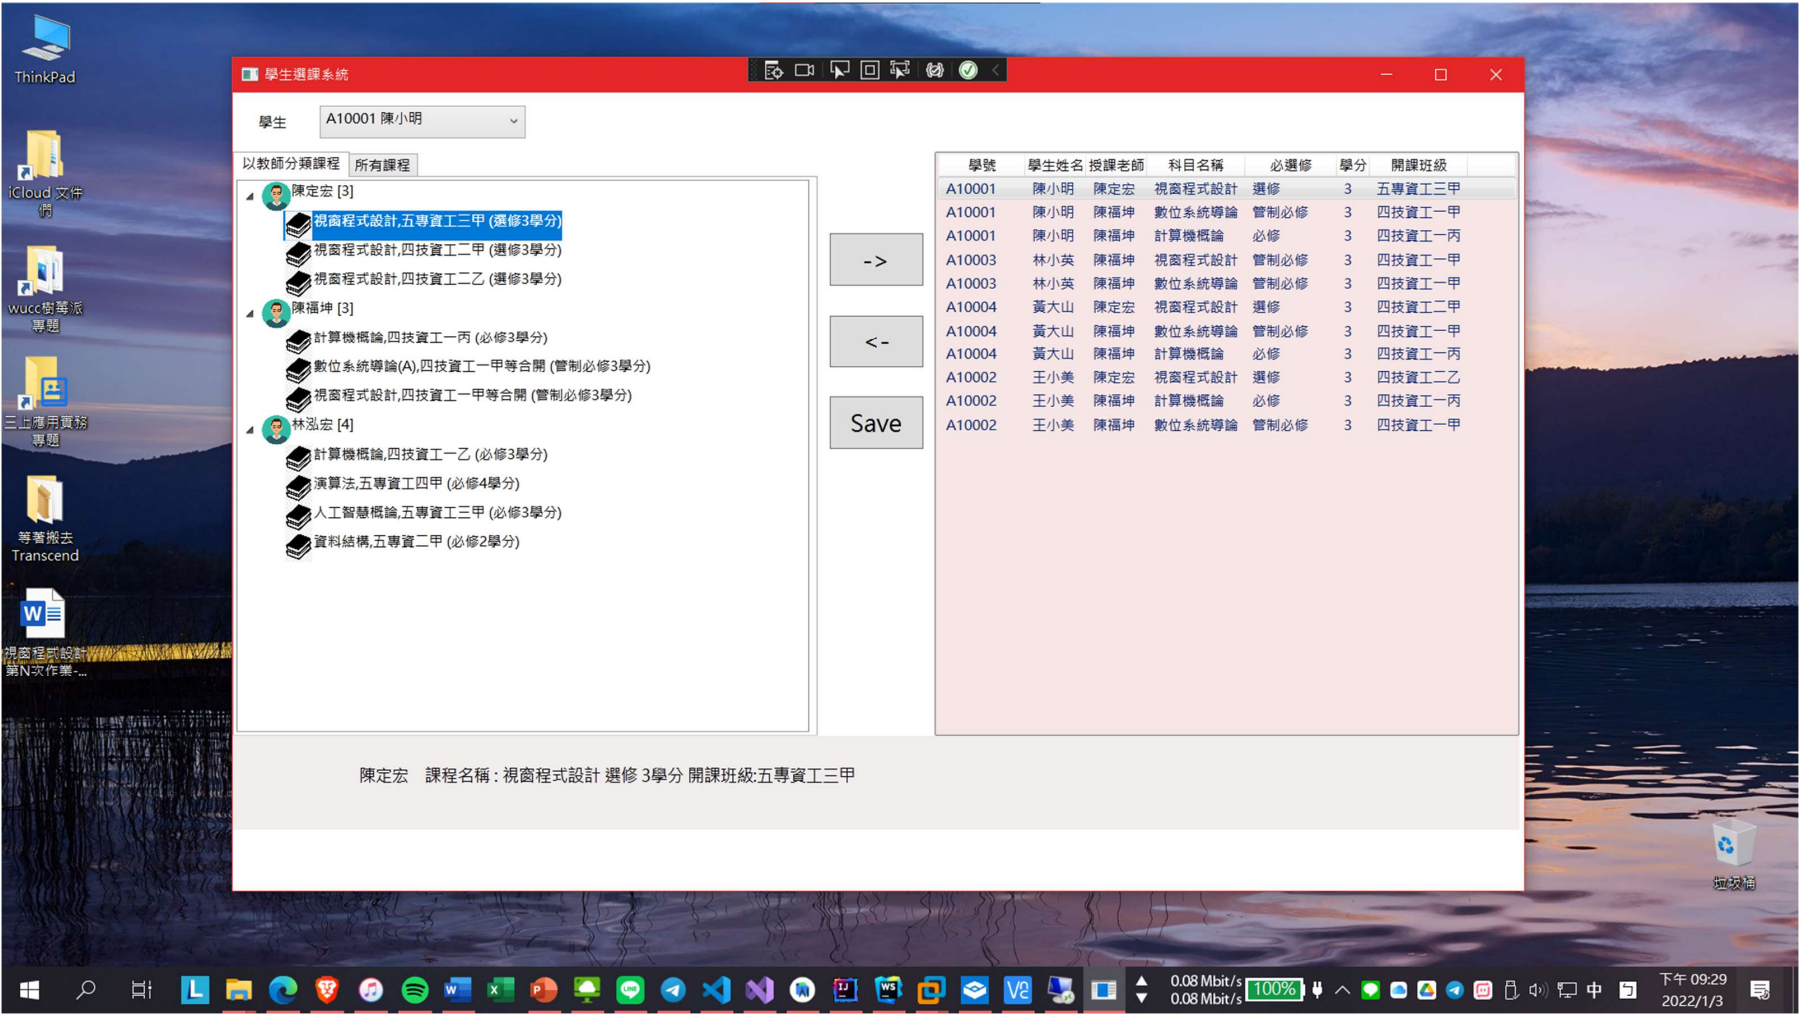 ThinkPad
iCloud 文件
們
wucc樹莓派
專題
三上應用實務
專題
等著搬去
Transcend
視窗程式設計
第N次作業-...
學生選課系統
學生
A10001 陳小明
以教師分類課程
所有課程
陳定宏 [3]
視窗程式設計,五專資工三甲 (選修3學分)
視窗程式設計,四技資工二甲 (選修3學分)
視窗程式設計,四技資工二乙 (選修3學分)
陳福坤 [3]
計算機概論,四技資工一丙 (必修3學分)
數位系統導論(A),四技資工一甲等合開 (管制必修3學分)
視窗程式設計,四技資工一甲等合開 (管制必修3學分)
林泓宏 [4]
計算機概論,四技資工一乙 (必修3學分)
演算法,五專資工四甲 (必修4學分)
人工智慧概論,五專資工三甲 (必修3學分)
資料結構,五專資二甲 (必修2學分)
->
<-
Save
學號 學生姓名 授課老師 科目名稱 必選修 學分 開課班級
A10001 陳小明 陳定宏 視窗程式設計 選修 3 五專資工三甲
A10001 陳小明 陳福坤 數位系統導論 管制必修 3 四技資工一甲
A10001 陳小明 陳福坤 計算機概論 必修 3 四技資工一丙
A10003 林小英 陳福坤 視窗程式設計 管制必修 3 四技資工一甲
A10003 林小英 陳福坤 數位系統導論 管制必修 3 四技資工一甲
A10004 黃大山 陳定宏 視窗程式設計 選修 3 四技資工二甲
A10004 黃大山 陳福坤 數位系統導論 管制必修 3 四技資工一甲
A10004 黃大山 陳福坤 計算機概論 必修 3 四技資工一丙
A10002 王小美 陳定宏 視窗程式設計 選修 3 四技資工二乙
A10002 王小美 陳福坤 計算機概論 必修 3 四技資工一丙
A10002 王小美 陳福坤 數位系統導論 管制必修 3 四技資工一甲
陳定宏 課程名稱 : 視窗程式設計 選修 3學分 開課班級:五專資工三甲
垃圾桶
0.08 Mbit/s
0.08 Mbit/s
100%
中
下午 09:29
2022/1/3